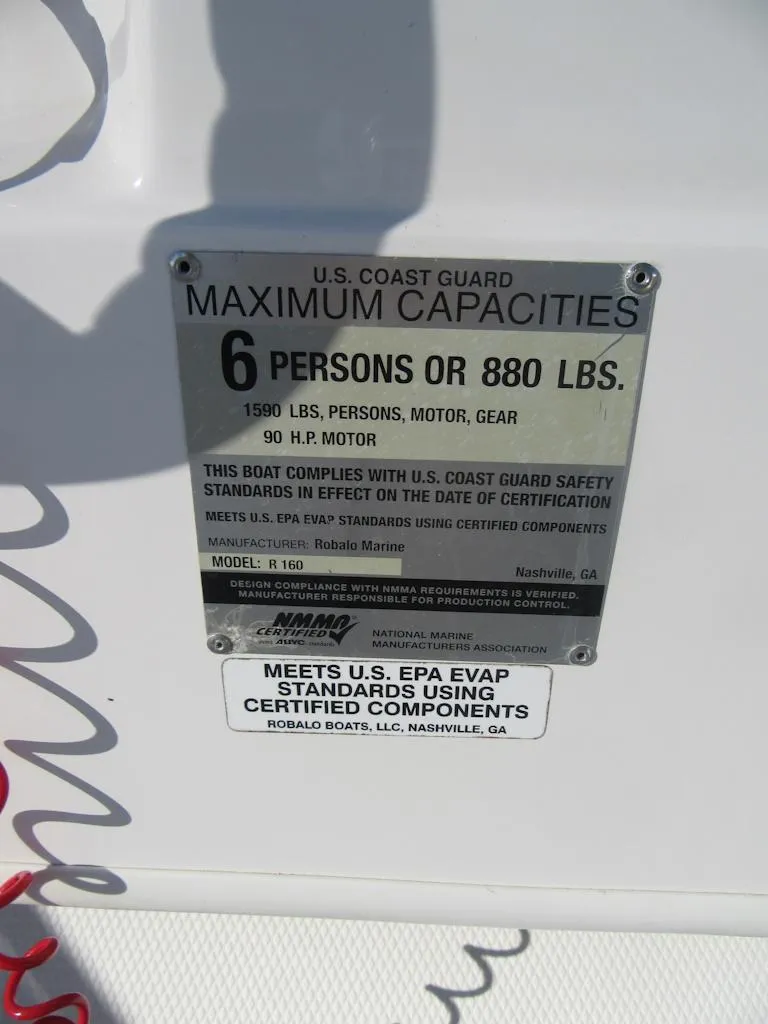 U.S. COAST GUARD
MAXIMUM CAPACITIES
6 PERSONS OR 880 LBS.
1590 LBS, PERSONS, MOTOR, GEAR
90 H.P. MOTOR
THIS BOAT COMPLIES WITH U.S. COAST GUARD SAFETY
STANDARDS IN EFFECT ON THE DATE OF CERTIFICATION
MEETS U.S. EPA EVAP STANDARDS USING CERTIFIED COMPONENTS
MANUFACTURER: Robalo Marine
MODEL: R 160
Nashville, GA
DESIGN COMPLIANCE WITH NMMA REQUIREMENTS IS VERIFIED.
MANUFACTURER RESPONSIBLE FOR PRODUCTION CONTROL.
NMMA®
CERTIFIED
ABYC standards
NATIONAL MARINE
MANUFACTURERS ASSOCIATION
MEETS U.S. EPA EVAP
STANDARDS USING
CERTIFIED COMPONENTS
ROBALO BOATS, LLC, NASHVILLE, GA